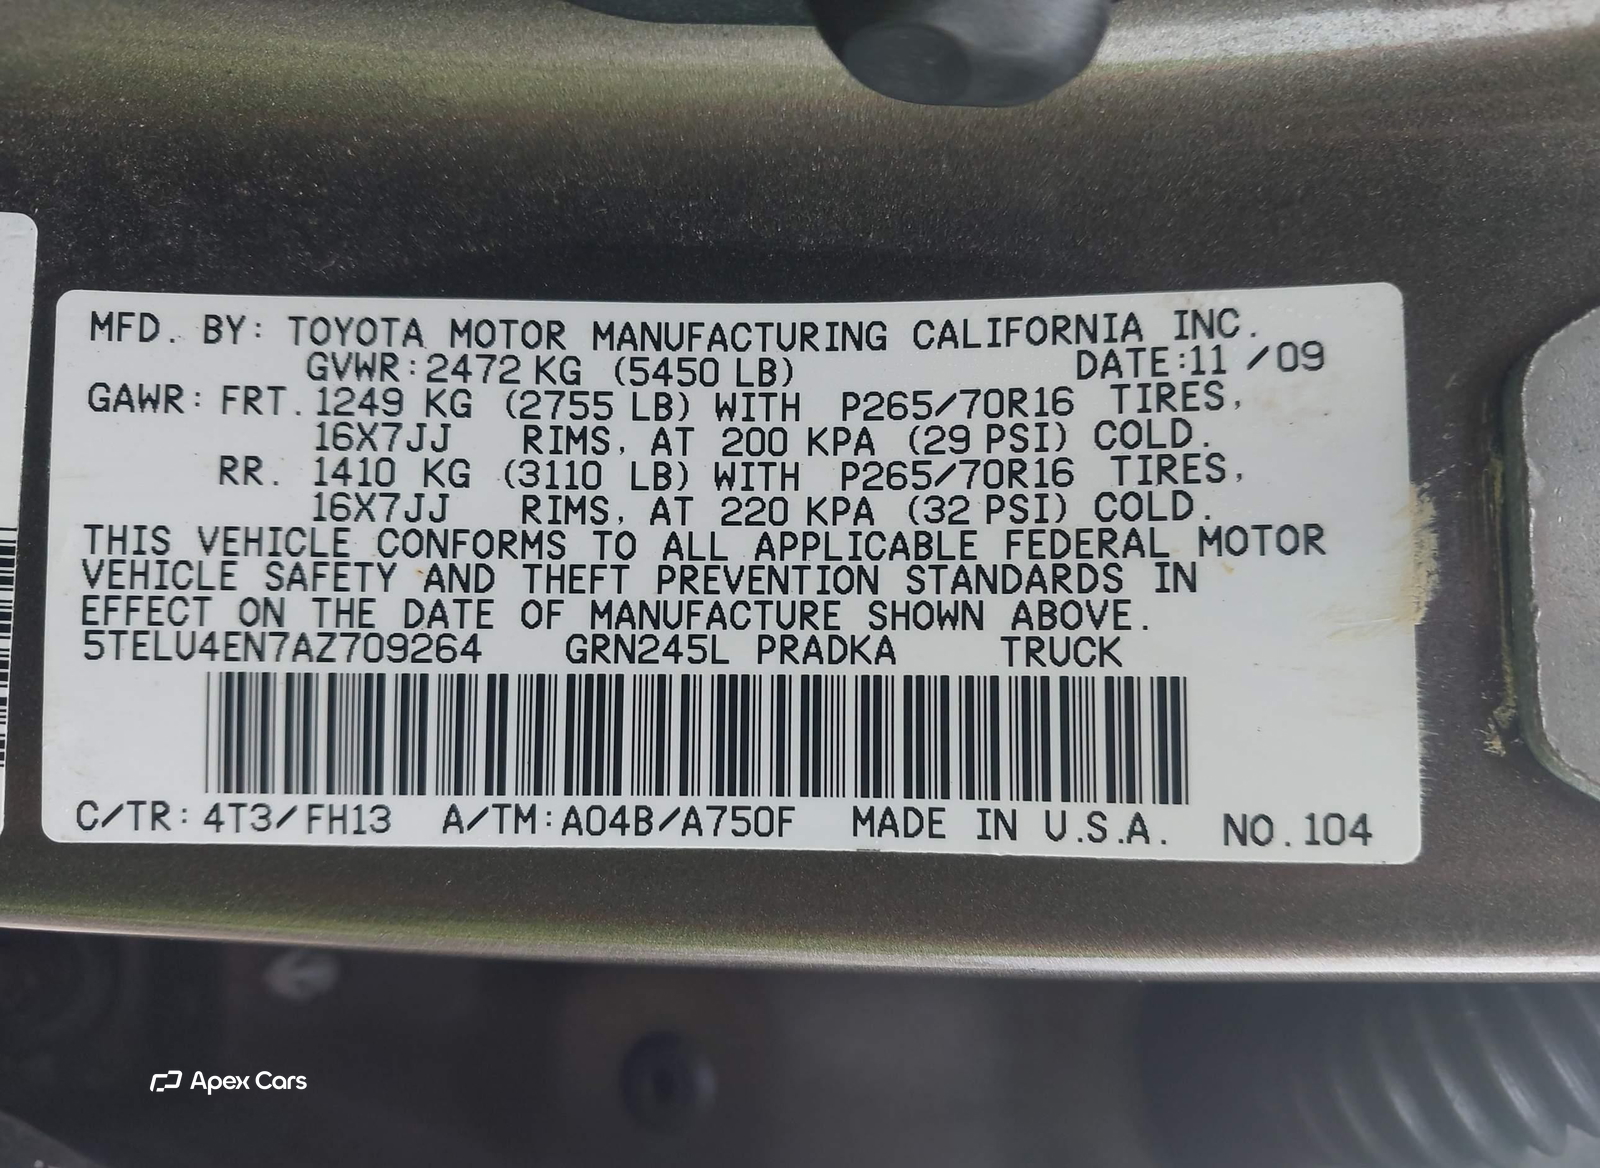 MFD. BY: TOYOTA MOTOR MANUFACTURING CALIFORNIA INC.
GVWR: 2472 KG (5450 LB) DATE: 11 /09
GAWR: FRT. 1249 KG (2755 LB) WITH P265/70R16 TIRES,
16X7JJ RIMS, AT 200 KPA (29 PSI) COLD.
RR. 1410 KG (3110 LB) WITH P265/70R16 TIRES,
16X7JJ RIMS, AT 220 KPA (32 PSI) COLD.
THIS VEHICLE CONFORMS TO ALL APPLICABLE FEDERAL MOTOR
VEHICLE SAFETY AND THEFT PREVENTION STANDARDS IN
EFFECT ON THE DATE OF MANUFACTURE SHOWN ABOVE.
5TELU4EN7AZ709264 GRN245L PRADKA TRUCK
C/TR: 4T3/FH13 A/TM: A04B/A750F MADE IN U.S.A. NO. 104
Apex Cars